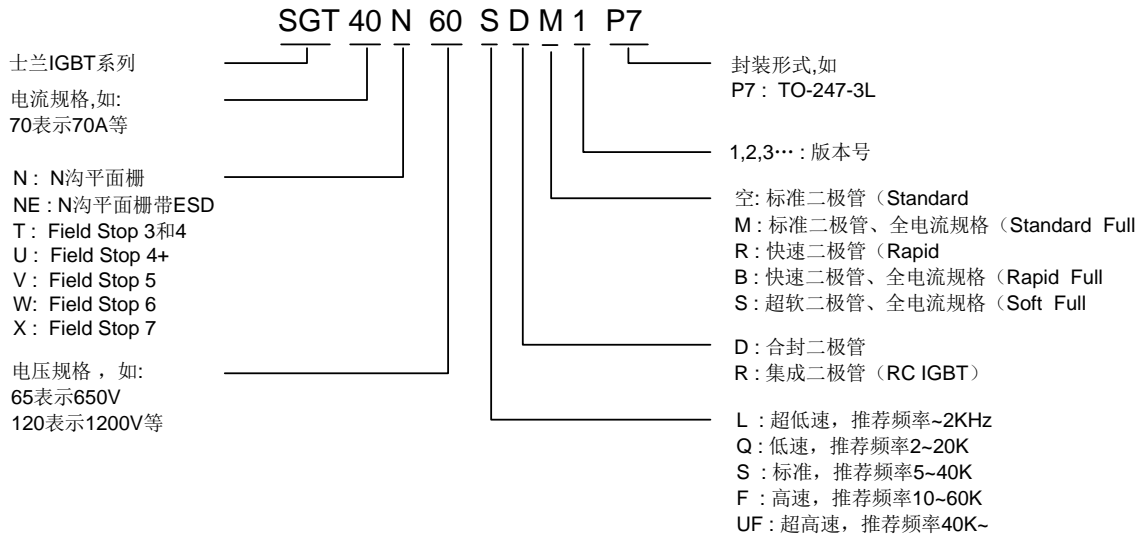 SGT 40 N 60 S D M 1 P7
士兰IGBT系列
电流规格,如:
70表示70A等
N : N沟平面栅
NE : N沟平面栅带ESD
T : Field Stop 3和4
U : Field Stop 4+
V : Field Stop 5
W: Field Stop 6
X : Field Stop 7
电压规格 ，如:
65表示650V
120表示1200V等
封装形式,如
P7 : TO-247-3L
1,2,3… : 版本号
空: 标准二极管（Standard
M : 标准二极管、全电流规格（Standard Full
R : 快速二极管（Rapid
B : 快速二极管、全电流规格（Rapid Full
S : 超软二极管、全电流规格（Soft Full
D : 合封二极管
R : 集成二极管（RC IGBT）
L : 超低速，推荐频率~2KHz
Q : 低速，推荐频率2~20K
S : 标准，推荐频率5~40K
F : 高速，推荐频率10~60K
UF : 超高速，推荐频率40K~